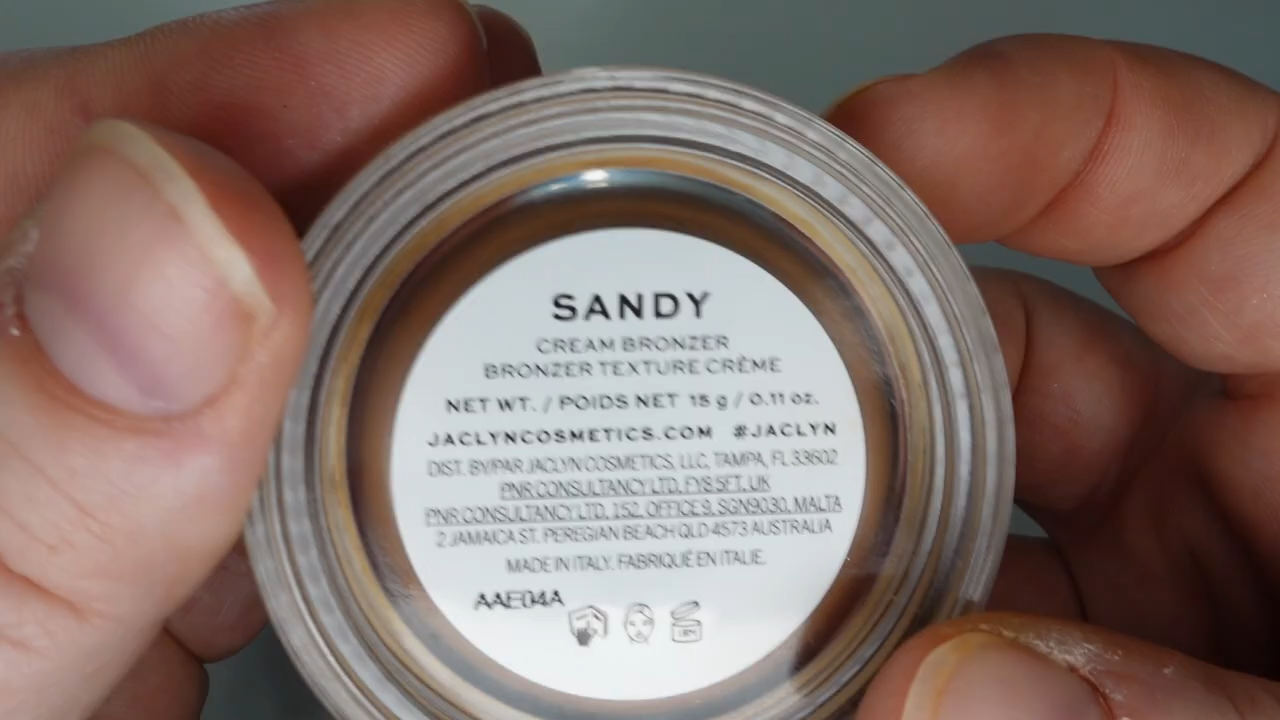 SANDY
CREAM BRONZER
BRONZER TEXTURE CRÈME
NET WT. / POIDS NET 15 g / 0.11 oz.
JACLYNCOSMETICS.COM #JACLYN
DIST. BY/PAR JACLYN COSMETICS, LLC, TAMPA, FL 33602
PNR CONSULTANCY LTD, FY8 5FT, UK
PNR CONSULTANCY LTD, 152, OFFICE 9, SGN9030, MALTA
2 JAMAICA ST. PEREGIAN BEACH QLD 4573 AUSTRALIA
MADE IN ITALY. FABRIQUÉ EN ITALIE.
AAE04A